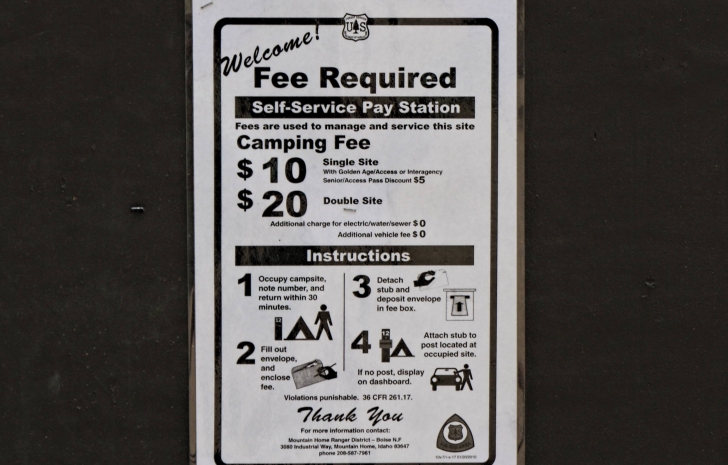 Welcome!
U S
Fee Required
Self-Service Pay Station
Fees are used to manage and service this site
Camping Fee
$10 Single Site
With Golden Age/Access or Interagency
Senior/Access Pass Discount $5
$20 Double Site
Additional charge for electric/water/sewer $0
Additional vehicle fee $0
Instructions
1 Occupy campsite,
note number, and
return within 30
minutes.
12
2 Fill out
envelope,
and
enclose
fee.
3 Detach
stub and
deposit envelope
in fee box.
4 Attach stub to
post located at
occupied site.
12
If no post, display
on dashboard.
Violations punishable. 36 CFR 261.17.
Thank You
For more information contact:
Mountain Home Ranger District – Boise N.F
3080 Industrial Way, Mountain Home, Idaho 83647
phone 208-587-7961